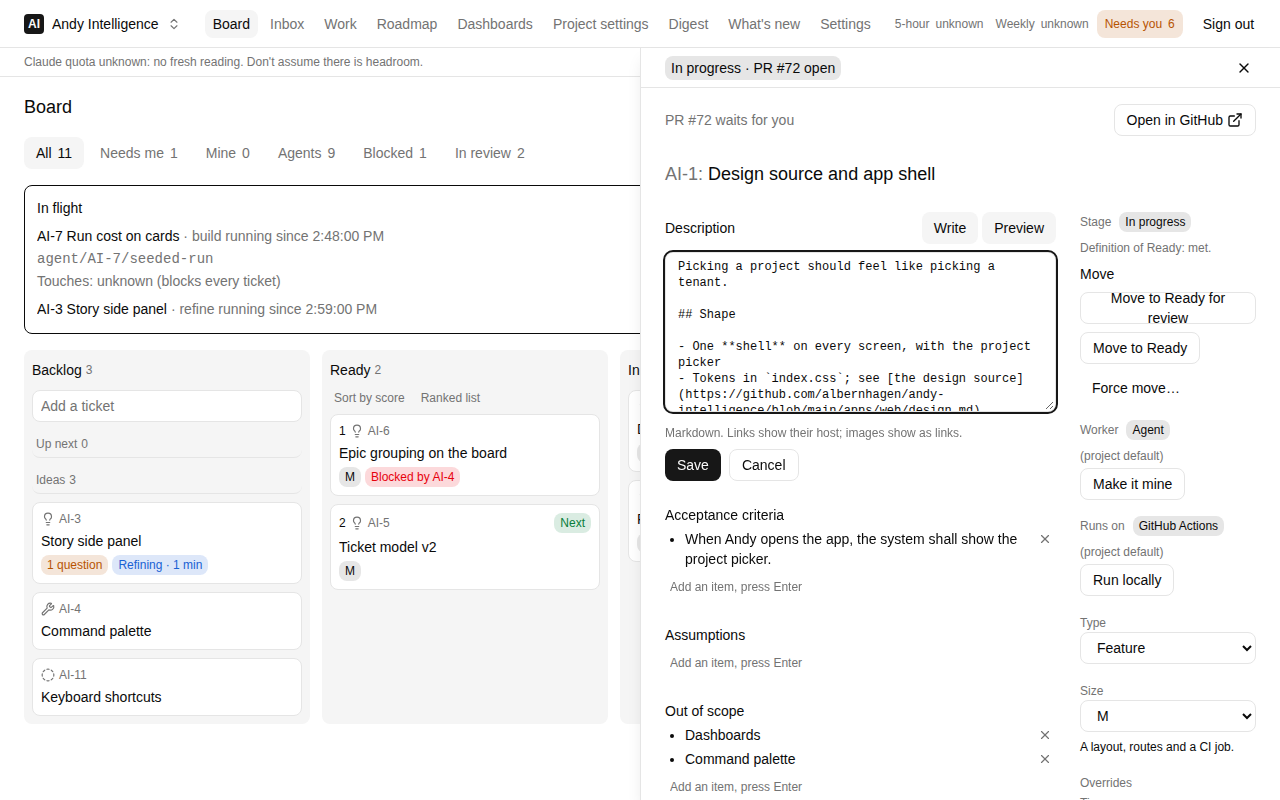 AI Andy Intelligence Board Inbox Work Roadmap Dashboards Project settings Digest What's new Settings 5-hour unknown Weekly unknown Needs you 6 Sign out
Claude quota unknown: no fresh reading. Don't assume there is headroom.
Board
All 11 Needs me 1 Mine 0 Agents 9 Blocked 1 In review 2
In flight
AI-7 Run cost on cards · build running since 2:48:00 PM
agent/AI-7/seeded-run
Touches: unknown (blocks every ticket)
AI-3 Story side panel · refine running since 2:59:00 PM
Backlog 3
Add a ticket
Up next 0
Ideas 3
AI-3
Story side panel
1 question Refining · 1 min
AI-4
Command palette
AI-11
Keyboard shortcuts
Ready 2
Sort by score Ranked list
1 AI-6
Epic grouping on the board
M Blocked by AI-4
2 AI-5 Next
Ticket model v2
M
In
In progress · PR #72 open
PR #72 waits for you Open in GitHub
AI-1: Design source and app shell
Description Write Preview
Picking a project should feel like picking a
tenant.
## Shape
- One **shell** on every screen, with the project
picker
- Tokens in `index.css`; see [the design source]
(https://github.com/albernhagen/andy-
intelligence/blob/main/apps/web/design.md)
Markdown. Links show their host; images show as links.
Save Cancel
Acceptance criteria
• When Andy opens the app, the system shall show the
project picker.
Add an item, press Enter
Assumptions
Add an item, press Enter
Out of scope
• Dashboards
• Command palette
Add an item, press Enter
Stage In progress
Definition of Ready: met.
Move
Move to Ready for
review
Move to Ready
Force move…
Worker Agent
(project default)
Make it mine
Runs on GitHub Actions
(project default)
Run locally
Type
Feature
Size
M
A layout, routes and a CI job.
Overrides